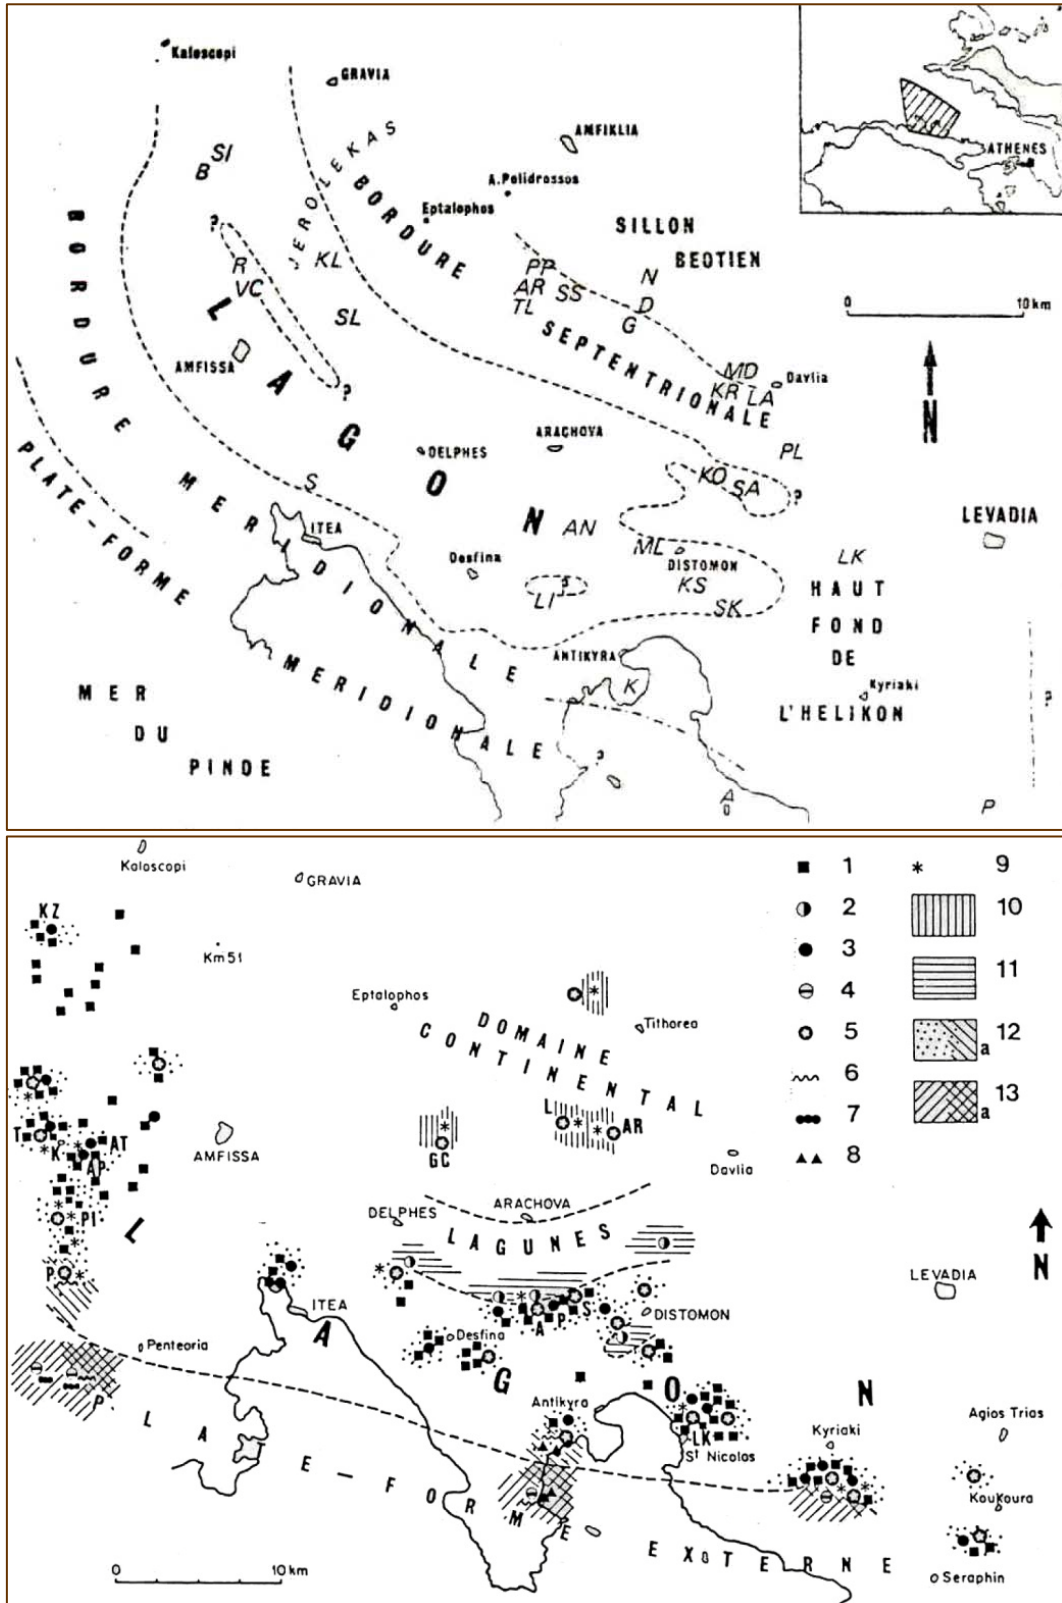 Kaloscopi
GRAVIA
AMFIKLIA
ATHENES
SI
B
JEROLEKAS
A. Polidrossos
Eptalophos
BORDURE SEPTENTRIONALE
SILLON
BEOTIEN
0 10 km
BORDURE MERIDIONALE
?
R
VC
KL
SL
PP
AR
SS
TL
N
D
G
MD
KR
LA
Davlia
N
LAGON
AMFISSA
?
DELPHES
ARACHOVA
PL
KO
SA
?
LEVADIA
PLATE-FORME MERIDIONALE
S
ITEA
AN
ML
DISTOMON
Desfina
KS
SK
LI
?
LK
HAUT
FOND
DE
L'HELIKON
Kyriaki
?
ANTIKYRA
K
MER
DU
PINDE
?
A
P
Kaloscopi
GRAVIA
KZ
Km 51
Eptalophos
DOMAINE
CONTINENTAL
Tithorea
1
2
3
4
5
6
7
8
9
10
11
a 12
a 13
T
K
AT
AP
PI
P
AMFISSA
GC
L
AR
Davlia
DELPHES
ARACHOVA
LAGUNES
LEVADIA
N
LAGON
ITEA
Penteoria
Desfina
A
P
S
DISTOMON
Antikyra
LK
St Nicolos
Kyriaki
Agios Trias
Koukoura
Seraphin
PLA E-FORME EXTERNE
0 10 km